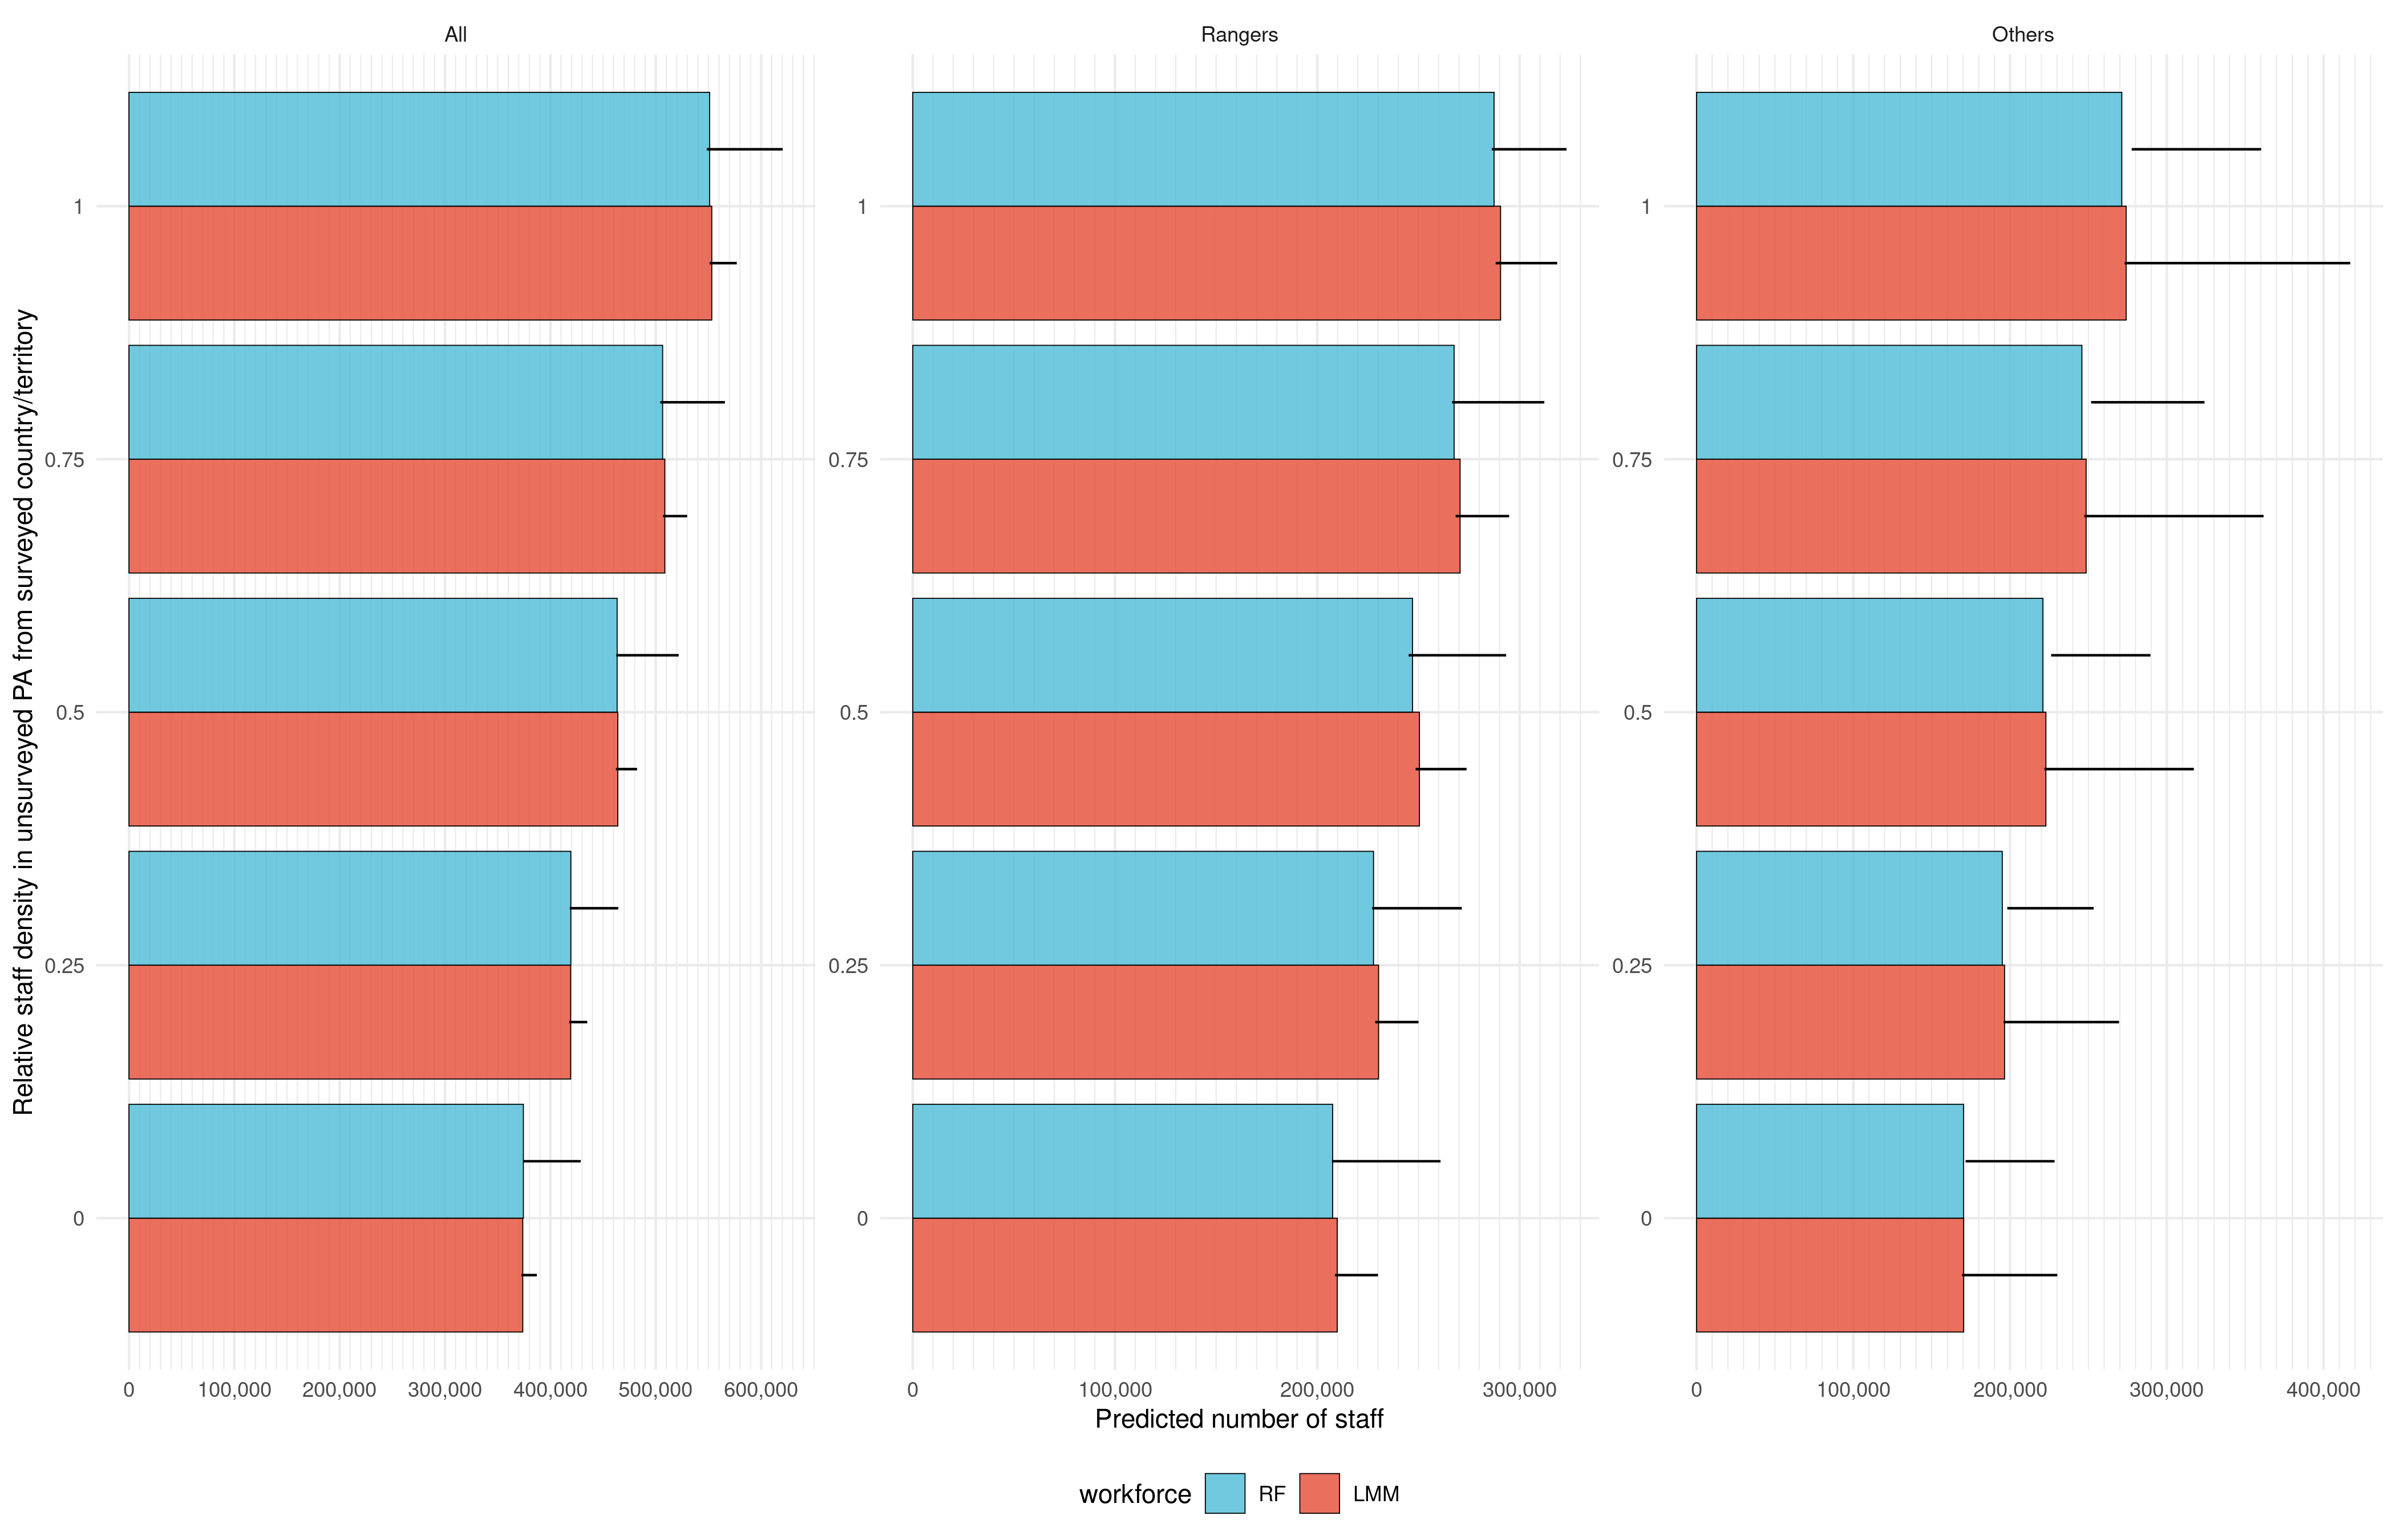 All Rangers Others
Relative staff density in unsurveyed PA from surveyed country/territory
1 1 1
0.75 0.75 0.75
0.5 0.5 0.5
0.25 0.25 0.25
0 0 0
0 100,000 200,000 300,000 400,000 500,000 600,000 0 100,000 200,000 300,000 0 100,000 200,000 300,000 400,000
Predicted number of staff
workforce RF LMM